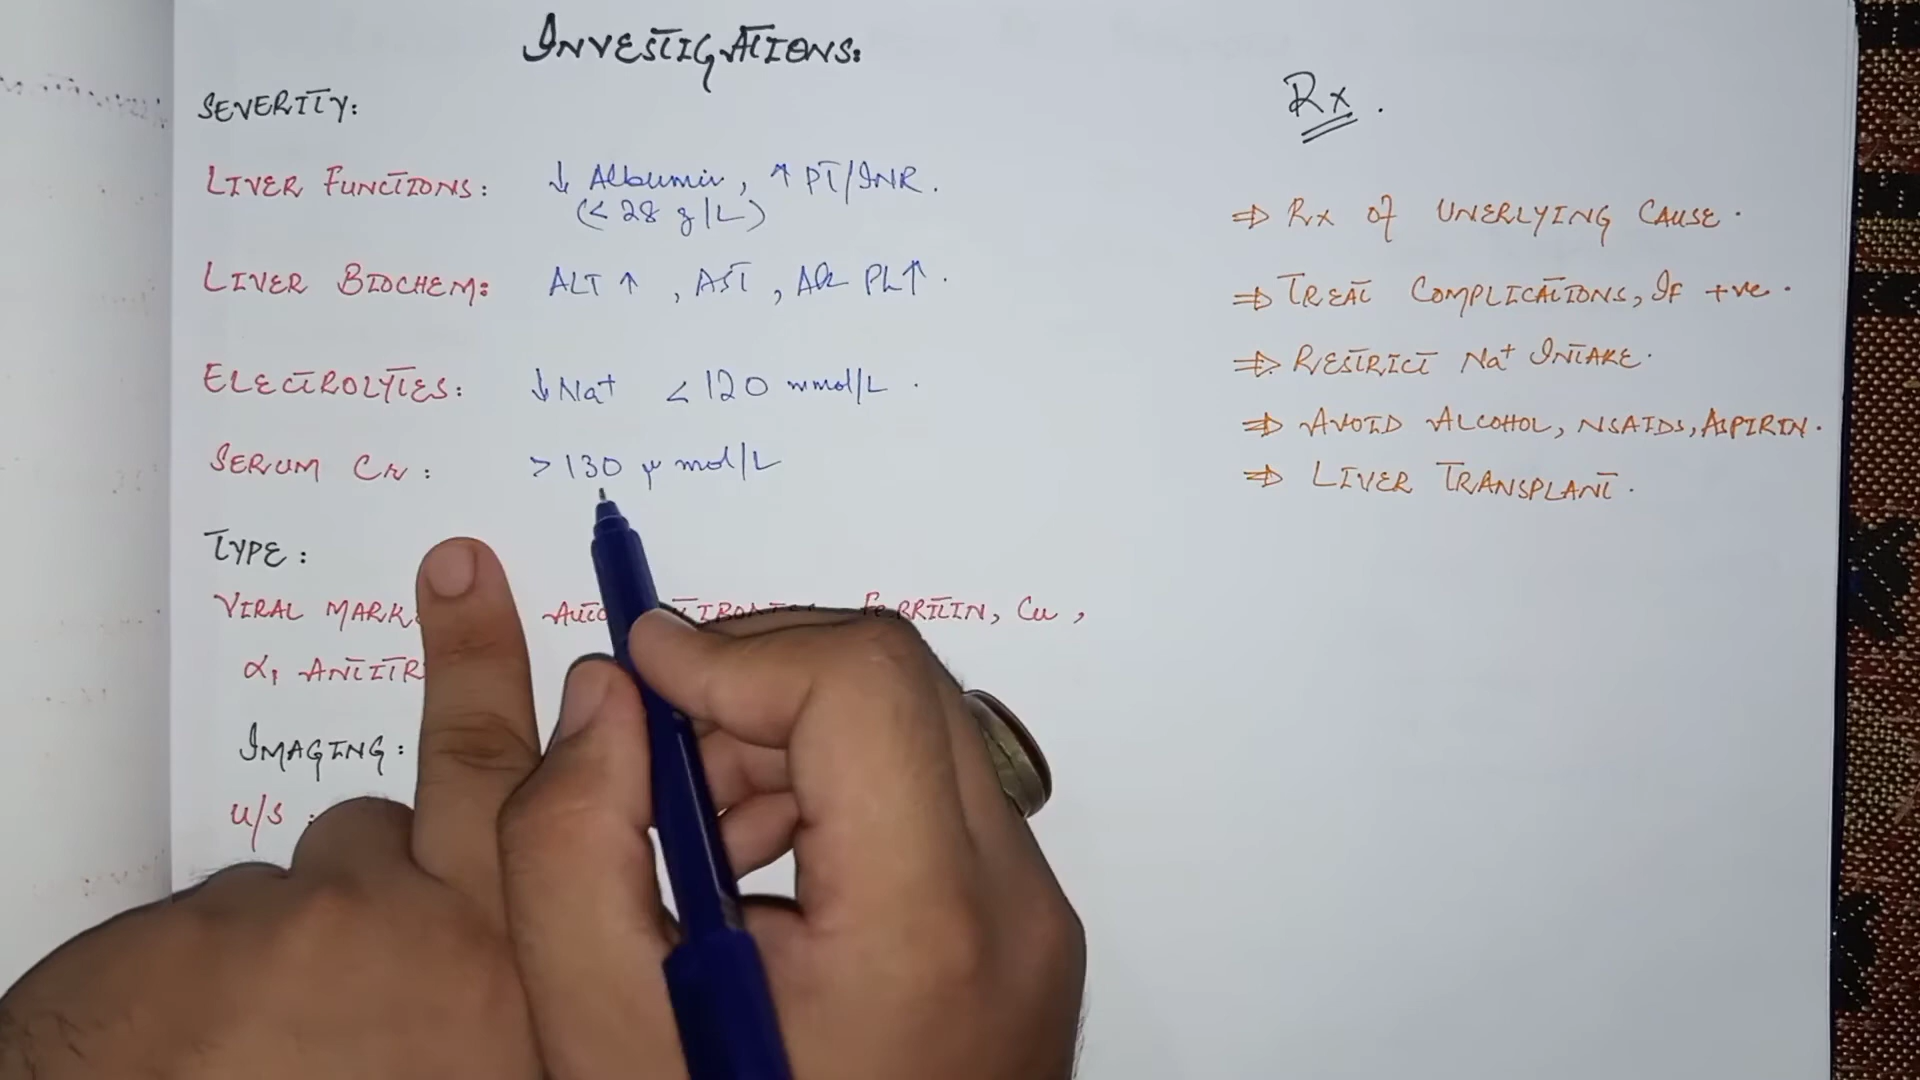 INVESTIGATIONS:
SEVERITY:
LIVER FUNCTIONS: ↓ Albumin, ↑ PT/INR.
(< 28 g/L)
LIVER BIOCHEM: ALT ↑, AST, Alk PL↑.
ELECTROLYTES: ↓Na+ < 120 mmol/L.
SERUM Cr: > 130 μ mol/L
TYPE:
VIRAL MARK FERRITIN, Cu,
α1 ANTITR
IMAGING:
U/S :
Rx.
⇒ Rx of UNERLYING CAUSE.
⇒ TREAT COMPLICATIONS, IF +ve.
⇒ RESTRICT Na+ INTAKE.
⇒ AVOID ALCOHOL, NSAIDS, ASPIRIN.
⇒ LIVER TRANSPLANT.